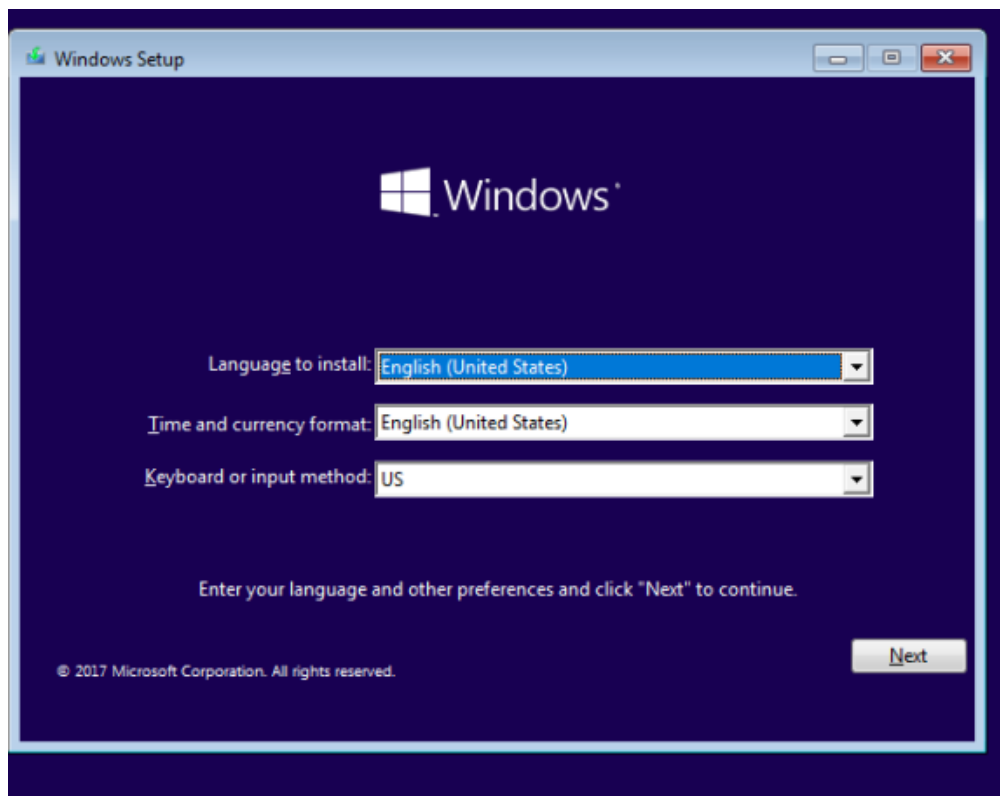 Windows Setup
Windows
Language to install: English (United States)
Time and currency format: English (United States)
Keyboard or input method: US
Enter your language and other preferences and click "Next" to continue.
Next
© 2017 Microsoft Corporation. All rights reserved.